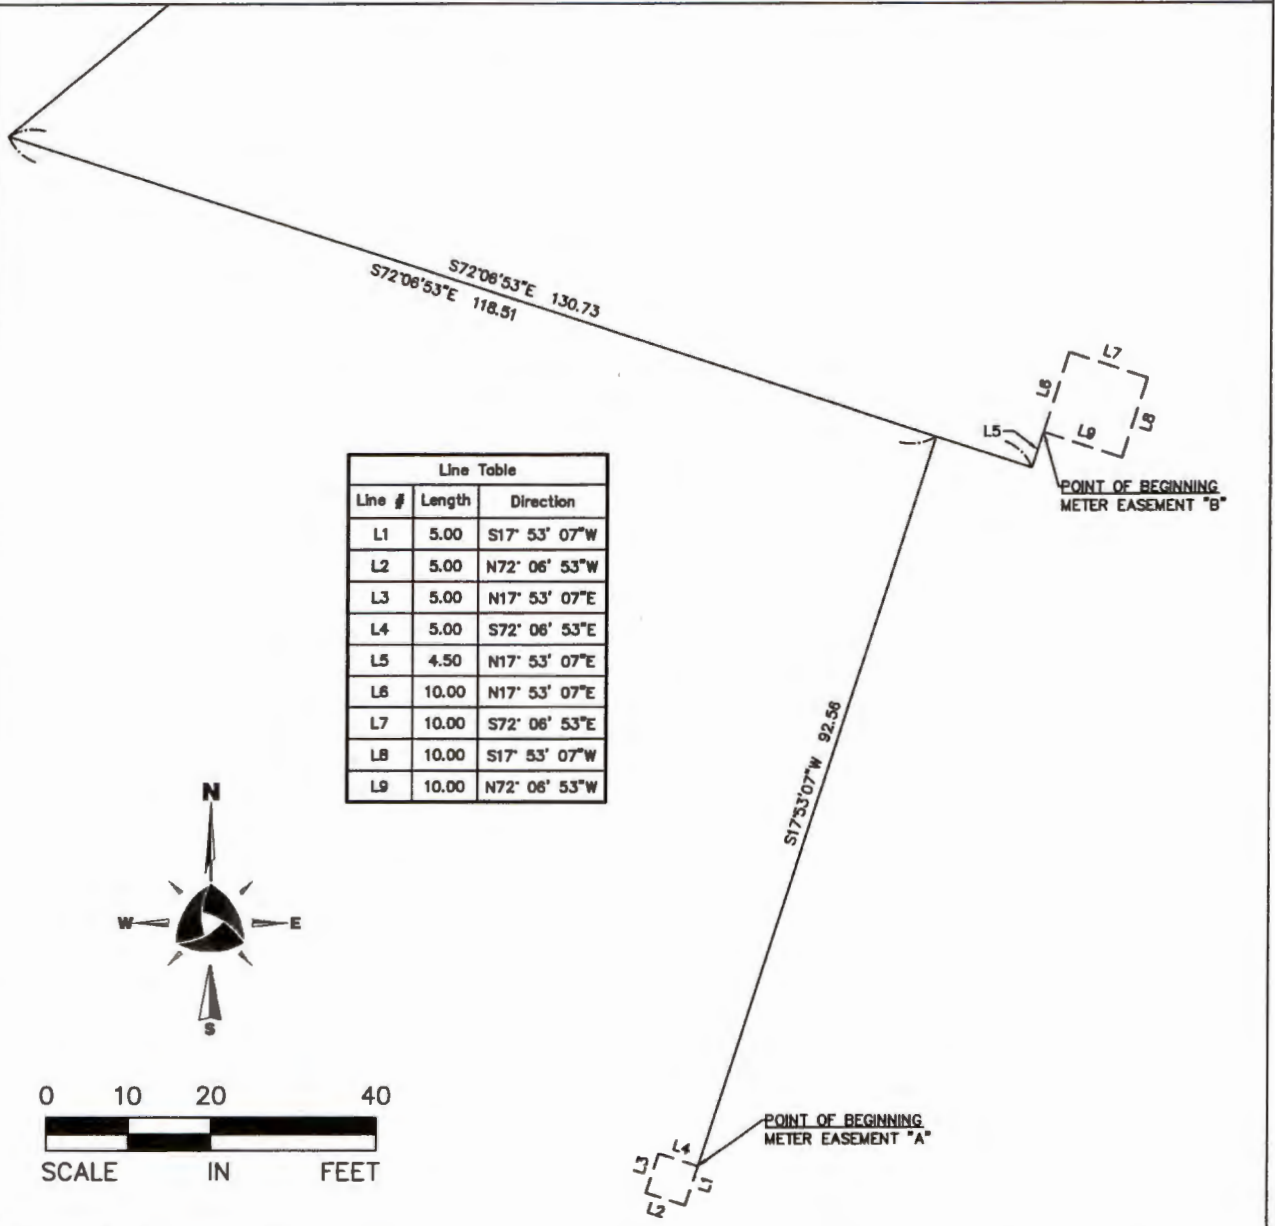 S72°06'53"E 130.73
S72°06'53"E 118.51
L7
L6
L8
L5
L9
POINT OF BEGINNING
METER EASEMENT "B"
Line Table
Line # Length Direction
L1 5.00 S17° 53' 07"W
L2 5.00 N72° 06' 53"W
L3 5.00 N17° 53' 07"E
L4 5.00 S72° 06' 53"E
L5 4.50 N17° 53' 07"E
L6 10.00 N17° 53' 07"E
L7 10.00 S72° 06' 53"E
L8 10.00 S17° 53' 07"W
L9 10.00 N72° 06' 53"W
S17°53'07"W 92.56
N
W E
S
0 10 20 40
SCALE IN FEET
POINT OF BEGINNING
METER EASEMENT "A"
L4
L3
L1
L2